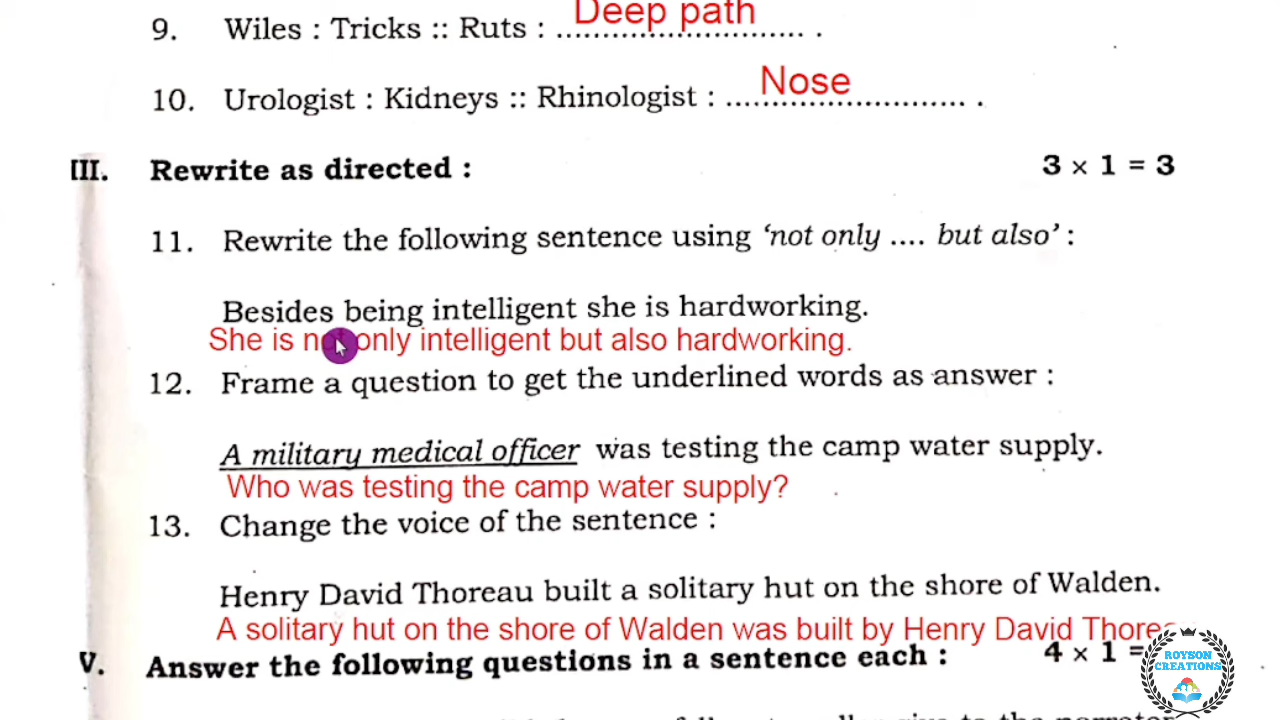 Deep path
9. Wiles : Tricks :: Ruts : .............................. .
Nose
10. Urologist : Kidneys :: Rhinologist : ............................. .
III. Rewrite as directed : 3 × 1 = 3
11. Rewrite the following sentence using ‘not only .... but also’ :
Besides being intelligent she is hardworking.
She is not only intelligent but also hardworking.
12. Frame a question to get the underlined words as answer :
A military medical officer was testing the camp water supply.
Who was testing the camp water supply?
13. Change the voice of the sentence :
Henry David Thoreau built a solitary hut on the shore of Walden.
A solitary hut on the shore of Walden was built by Henry David
V. Answer the following questions in a sentence each : 4 × 1 =
ROYSON
CREATIONS